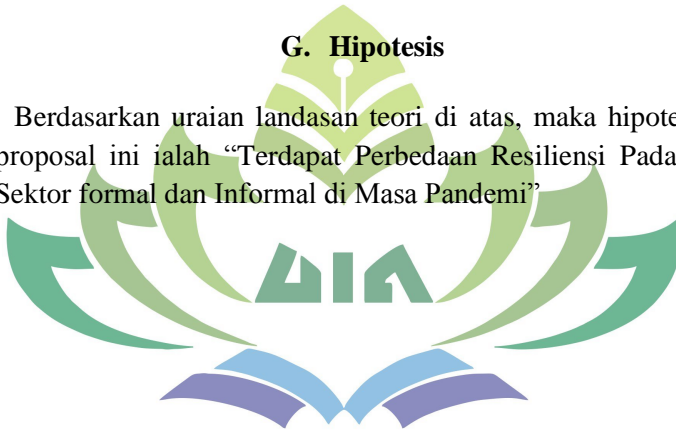 G. Hipotesis
Berdasarkan uraian landasan teori di atas, maka
proposal ini ialah “Terdapat Perbedaan Resiliensi Pada
Sektor formal dan Informal di Masa Pandemi”
UIN